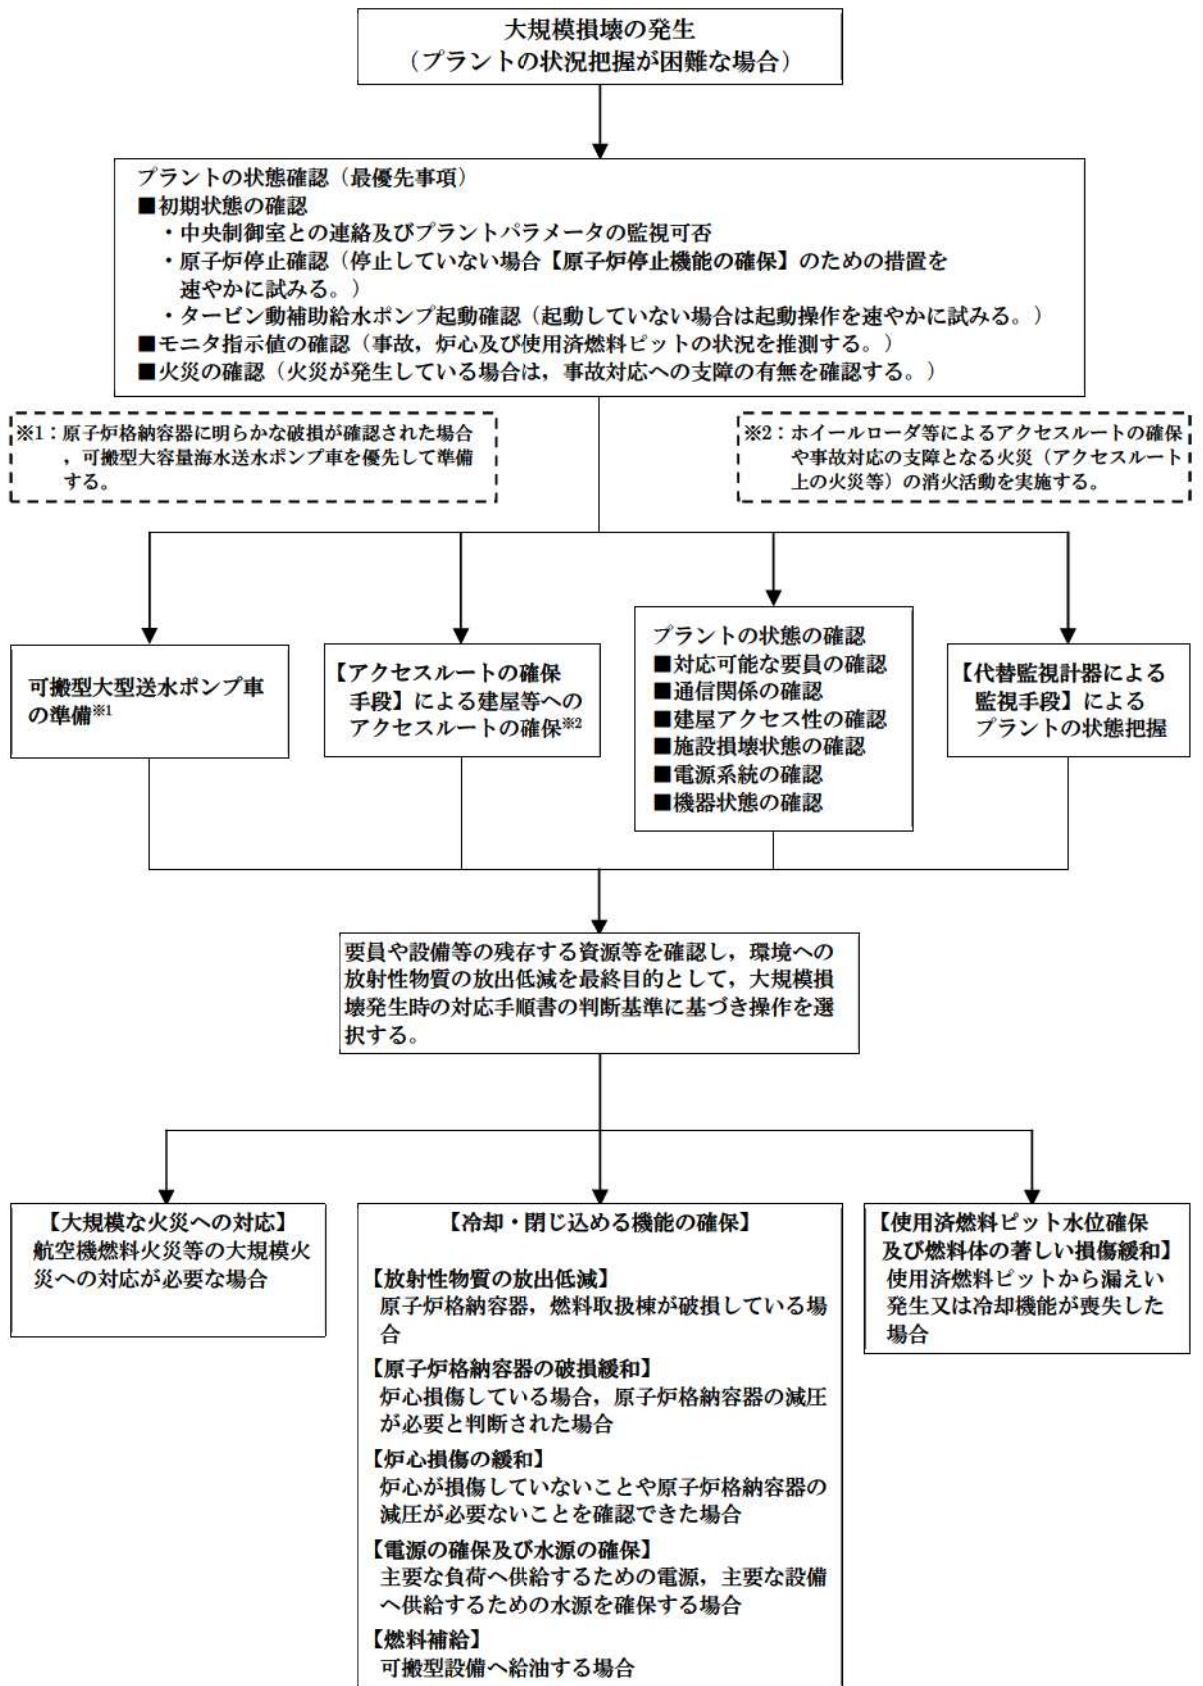 大規模損壊の発生
（プラントの状況把握が困難な場合）
プラントの状態確認（最優先事項）
■初期状態の確認
・中央制御室との連絡及びプラントパラメータの監視可否
・原子炉停止確認（停止していない場合【原子炉停止機能の確保】のための措置を
速やかに試みる。）
・タービン動補助給水ポンプ起動確認（起動していない場合は起動操作を速やかに試みる。）
■モニタ指示値の確認（事故，炉心及び使用済燃料ピットの状況を推測する。）
■火災の確認（火災が発生している場合は，事故対応への支障の有無を確認する。）
※1：原子炉格納容器に明らかな破損が確認された場合
，可搬型大容量海水送水ポンプ車を優先して準備
する。
※2：ホイールローダ等によるアクセスルートの確保
や事故対応の支障となる火災（アクセスルート
上の火災等）の消火活動を実施する。
可搬型大型送水ポンプ車
の準備※1
【アクセスルートの確保
手段】による建屋等への
アクセスルートの確保※2
プラントの状態の確認
■対応可能な要員の確認
■通信関係の確認
■建屋アクセス性の確認
■施設損壊状態の確認
■電源系統の確認
■機器状態の確認
【代替監視計器による
監視手段】による
プラントの状態把握
要員や設備等の残存する資源等を確認し，環境への
放射性物質の放出低減を最終目的として，大規模損
壊発生時の対応手順書の判断基準に基づき操作を選
択する。
【大規模な火災への対応】
航空機燃料火災等の大規模火
災への対応が必要な場合
【冷却・閉じ込める機能の確保】
【放射性物質の放出低減】
原子炉格納容器，燃料取扱棟が破損している場
合
【原子炉格納容器の破損緩和】
炉心損傷している場合，原子炉格納容器の減圧
が必要と判断された場合
【炉心損傷の緩和】
炉心が損傷していないことや原子炉格納容器の
減圧が必要ないことを確認できた場合
【電源の確保及び水源の確保】
主要な負荷へ供給するための電源，主要な設備
へ供給するための水源を確保する場合
【燃料補給】
可搬型設備へ給油する場合
【使用済燃料ピット水位確保
及び燃料体の著しい損傷緩和】
使用済燃料ピットから漏えい
発生又は冷却機能が喪失した
場合